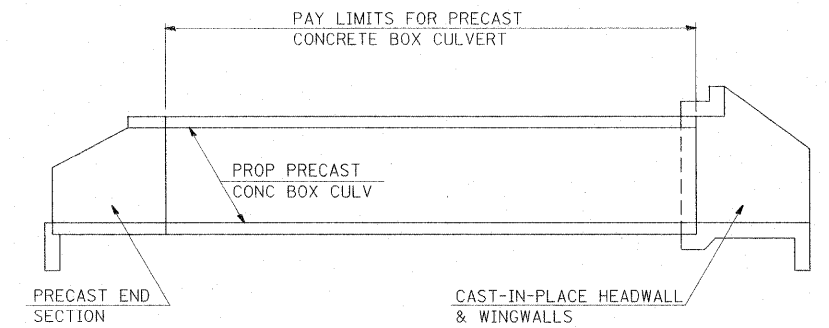 PAY LIMITS FOR PRECAST
CONCRETE BOX CULVERT
PROP PRECAST
CONC BOX CULV
PRECAST END
SECTION
CAST-IN-PLACE HEADWALL
& WINGWALLS